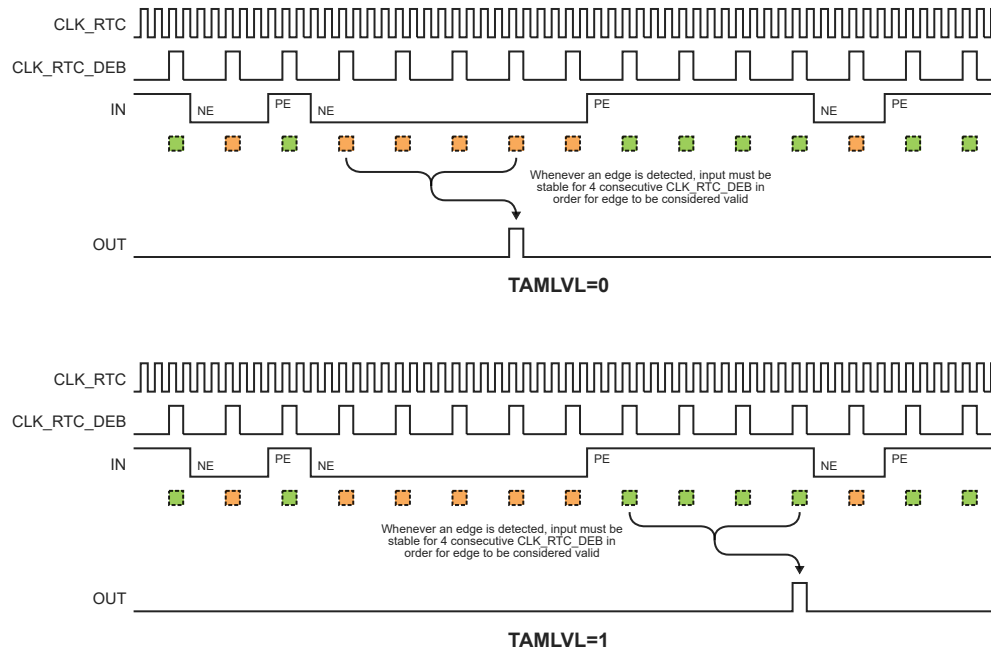 CLK_RTC
CLK_RTC_DEB
IN
NE
PE
NE
PE
NE
PE
Whenever an edge is detected, input must be
stable for 4 consecutive CLK_RTC_DEB in
order for edge to be considered valid
OUT
TAMLVL=0
CLK_RTC
CLK_RTC_DEB
IN
NE
PE
NE
PE
NE
PE
Whenever an edge is detected, input must be
stable for 4 consecutive CLK_RTC_DEB in
order for edge to be considered valid
OUT
TAMLVL=1